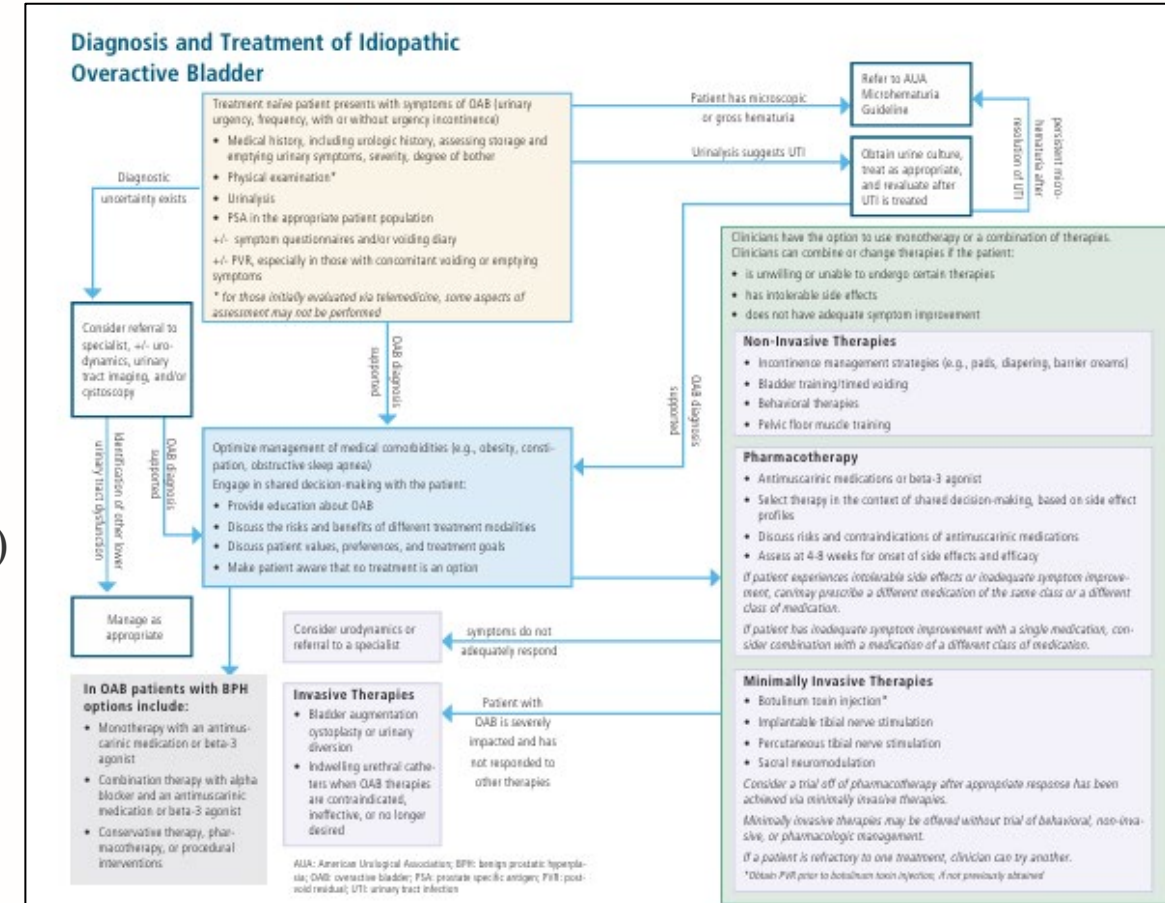 Diagnosis and Treatment of Idiopathic
Overactive Bladder
Treatment naïve patient presents with symptoms of OAB (urinary
urgency, frequency, with or without urgency incontinence)
• Medical history, including urologic history, assessing storage and
emptying urinary symptoms, severity, degree of bother
• Physical examination*
• Urinalysis
• PSA in the appropriate patient population
+/- symptom questionnaires and/or voiding diary
+/- PVR, especially in those with concomitant voiding or emptying
symptoms
* for those initially evaluated via telemedicine, some aspects of
assessment may not be performed
Patient has microscopic
or gross hematuria
Refer to AUA
Microhematuria
Guideline
Urinalysis suggests UTI
Obtain urine culture,
treat as appropriate,
and revaluate after
UTI is treated
persistent micro-
hematuria after
resolution of UTI
Diagnostic
uncertainty exists
Consider referral to
specialist, +/- uro-
dynamics, urinary
tract imaging, and/or
cystoscopy
OAB diagnosis
supported
OAB diagnosis
supported
Identification of other lower
urinary tract dysfunction
OAB diagnosis
supported
)
Manage as
appropriate
Optimize management of medical comorbidities (e.g., obesity, consti-
pation, obstructive sleep apnea)
Engage in shared decision-making with the patient:
• Provide education about OAB
• Discuss the risks and benefits of different treatment modalities
• Discuss patient values, preferences, and treatment goals
• Make patient aware that no treatment is an option
In OAB patients with BPH
options include:
• Monotherapy with an antimus-
carinic medication or beta-3
agonist
• Combination therapy with alpha
blocker and an antimuscarinic
medication or beta-3 agonist
• Conservative therapy, phar-
macotherapy, or procedural
interventions
Consider urodynamics or
referral to a specialist
symptoms do not
adequately respond
Invasive Therapies
• Bladder augmentation
cystoplasty or urinary
diversion
• Indwelling urethral cathe-
ters when OAB therapies
are contraindicated,
ineffective, or no longer
desired
Patient with
OAB is severely
impacted and has
not responded to
other therapies
AUA: American Urological Association; BPH: benign prostatic hyperpla-
sia; OAB: overactive bladder; PSA: prostate specific antigen; PVR: post-
void residual; UTI: urinary tract infection
Clinicians have the option to use monotherapy or a combination of therapies.
Clinicians can combine or change therapies if the patient:
• is unwilling or unable to undergo certain therapies
• has intolerable side effects
• does not have adequate symptom improvement
Non-Invasive Therapies
• Incontinence management strategies (e.g., pads, diapering, barrier creams)
• Bladder training/timed voiding
• Behavioral therapies
• Pelvic floor muscle training
Pharmacotherapy
• Antimuscarinic medications or beta-3 agonist
• Select therapy in the context of shared decision-making, based on side effect
profiles
• Discuss risks and contraindications of antimuscarinic medications
• Assess at 4-8 weeks for onset of side effects and efficacy
If patient experiences intolerable side effects or inadequate symptom improve-
ment, can/may prescribe a different medication of the same class or a different
class of medication.
If patient has inadequate symptom improvement with a single medication, con-
sider combination with a medication of a different class of medication.
Minimally Invasive Therapies
• Botulinum toxin injection*
• Implantable tibial nerve stimulation
• Percutaneous tibial nerve stimulation
• Sacral neuromodulation
Consider a trial off of pharmacotherapy after appropriate response has been
achieved via minimally invasive therapies.
Minimally invasive therapies may be offered without trial of behavioral, non-inva-
sive, or pharmacologic management.
If a patient is refractory to one treatment, clinician can try another.
*Obtain PVR prior to botulinum toxin injection, if not previously obtained